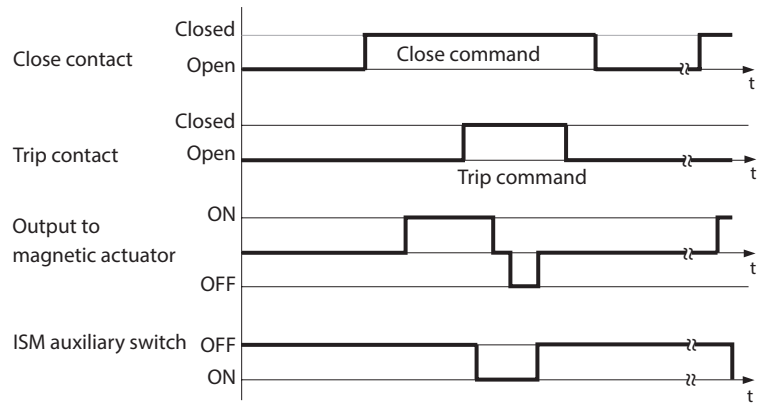 Closed
Close contact
Close command
Open
t
Closed
Trip contact
Open
t
Trip command
ON
Output to
magnetic actuator
t
OFF
ISM auxiliary switch OFF
ON
t